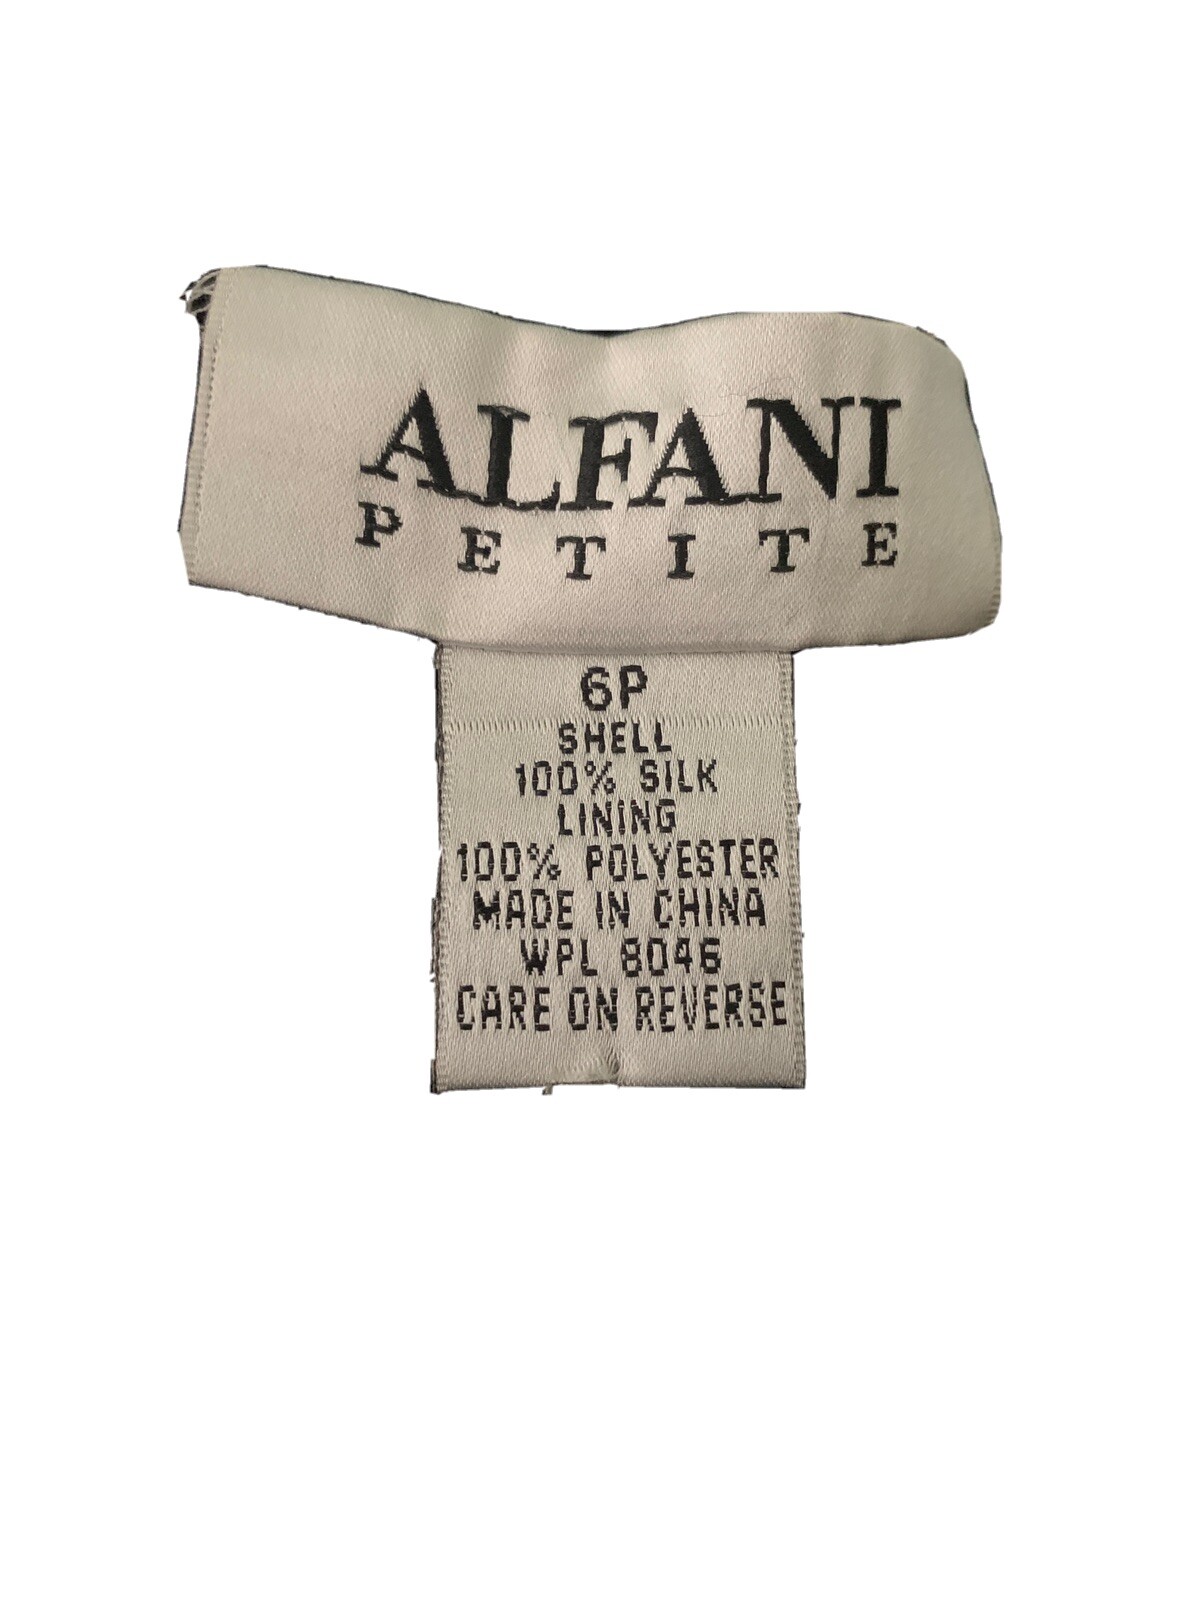 ALFANI
PETITE
6P
SHELL
100% SILK
LINING
100% POLYESTER
MADE IN CHINA
WPL 8046
CARE ON REVERSE